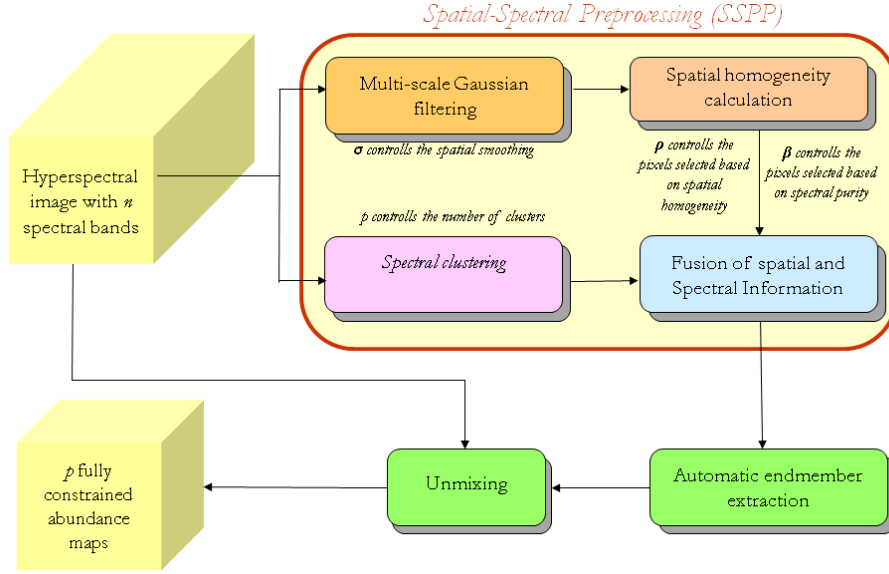 Spatial-Spectral Preprocessing (SSPP)
Multi-scale Gaussian
filtering
Spatial homogeneity
calculation
σ controlls the spatial smoothing
ρ controlls the
pixels selected based
on spatial
homogeneity
β controlls the
pixels selected based
on spectral purity
Hyperspectral
image with n
spectral bands
p controls the number of clusters
Spectral clustering
Fusion of spatial and
Spectral Information
p fully
constrained
abundance
maps
Unmixing
Automatic endmember
extraction